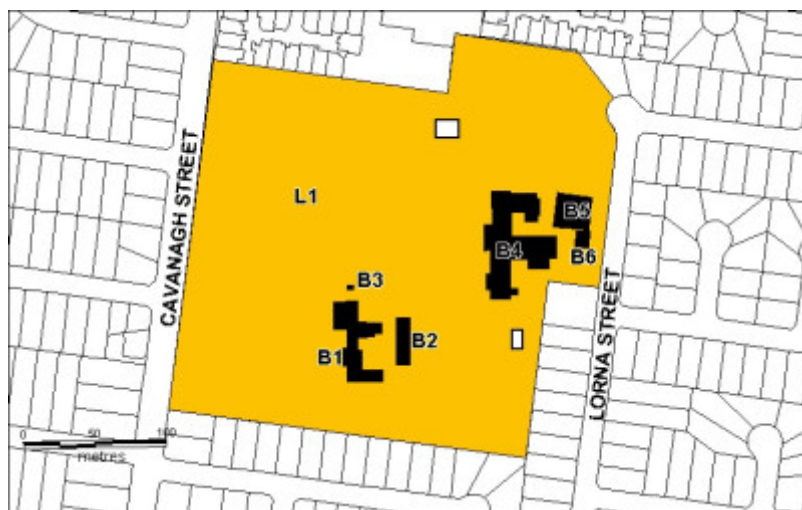 CAVANAGH STREET
L1
B5
B4
B6
B3
B2
B1
LORNA STREET
0 50 100
metres